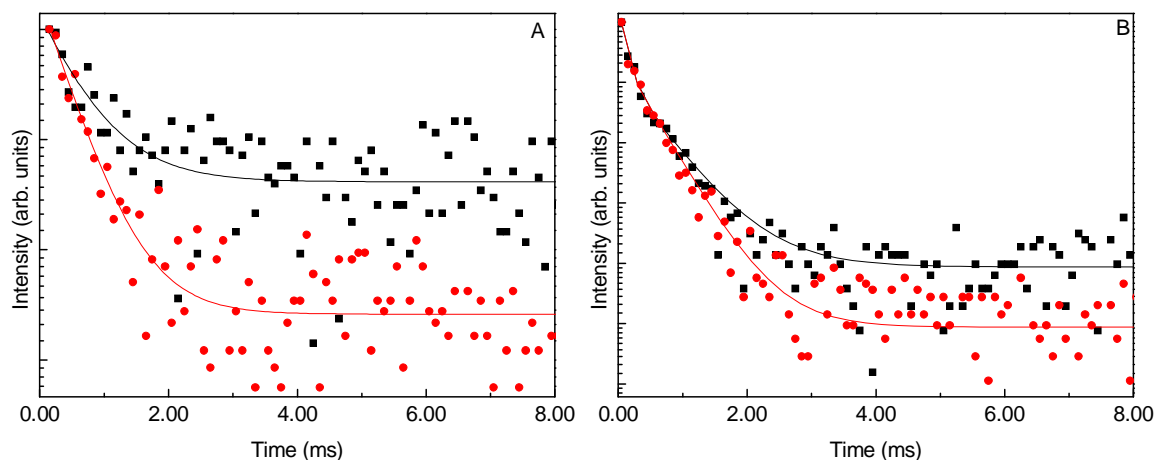 A
B
Intensity (arb. units)
Intensity (arb. units)
0.00 2.00 4.00 6.00 8.00
0.00 2.00 4.00 6.00 8.00
Time (ms)
Time (ms)